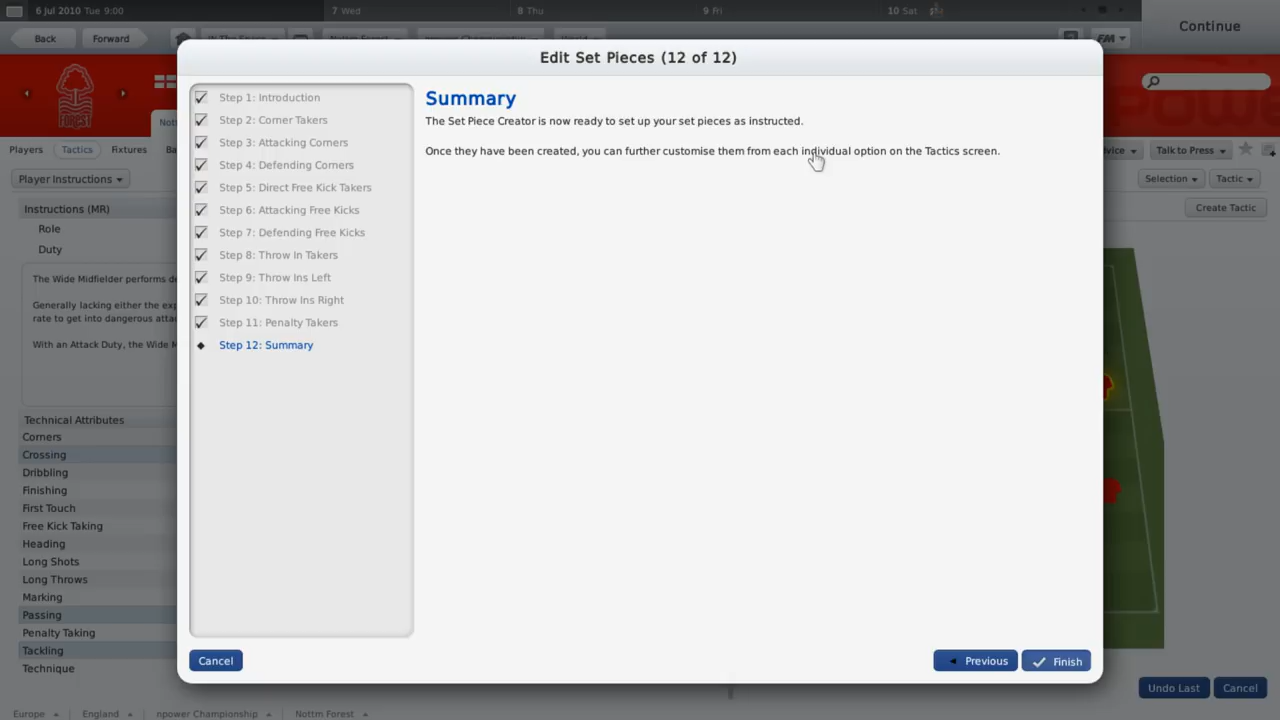 6 Jul 2010 Tue 9:00
7 Wed
8 Thu
9 Fri
10 Sat
Continue
Back
Forward
FM
Edit Set Pieces (12 of 12)
Step 1: Introduction
Step 2: Corner Takers
Step 3: Attacking Corners
Step 4: Defending Corners
Step 5: Direct Free Kick Takers
Step 6: Attacking Free Kicks
Step 7: Defending Free Kicks
Step 8: Throw In Takers
Step 9: Throw Ins Left
Step 10: Throw Ins Right
Step 11: Penalty Takers
Step 12: Summary
Summary
The Set Piece Creator is now ready to set up your set pieces as instructed.
Once they have been created, you can further customise them from each individual option on the Tactics screen.
Cancel
Previous
Finish
Forest
Players
Tactics
Fixtures
Talk to Press
Player Instructions
Selection
Tactic
Instructions (MR)
Create Tactic
Role
Duty
The Wide Midfielder performs
Generally lacking either the
rate to get into dangerous
With an Attack Duty, the Wide
Technical Attributes
Corners
Crossing
Dribbling
Finishing
First Touch
Free Kick Taking
Heading
Long Shots
Long Throws
Marking
Passing
Penalty Taking
Tackling
Technique
Undo Last
Cancel
Europe
England
npower Championship
Nottm Forest